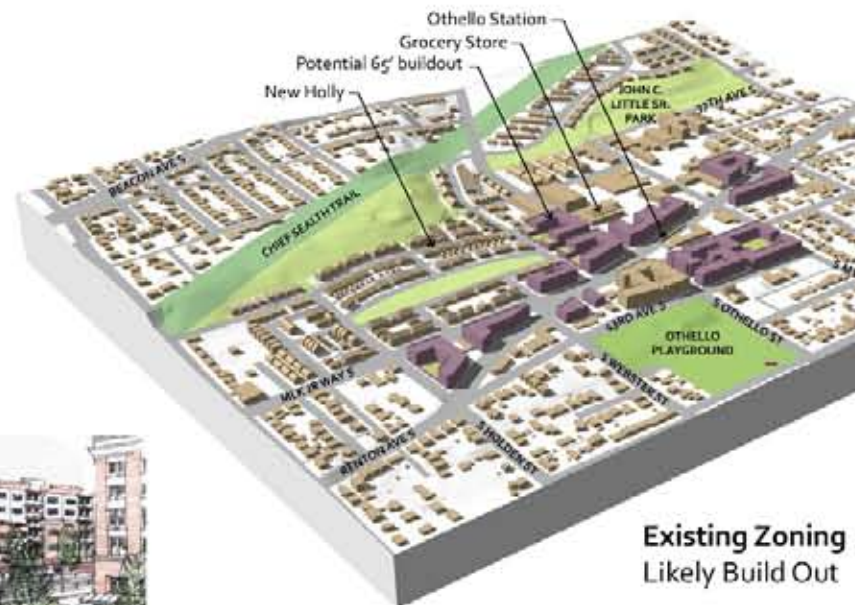 Othello Station
Grocery Store
Potential 65' buildout
New Holly
JOHN C.
LITTLE SR.
PARK
37TH AVE S
BEACON AVE S
CHIEF SEALTH TRAIL
43RD AVE S
S OTHELLO ST
OTHELLO
PLAYGROUND
S WEBSTER ST
MLK JR WAY S
RENTON AVE S
S HOLDEN ST
Existing Zoning
Likely Build Out